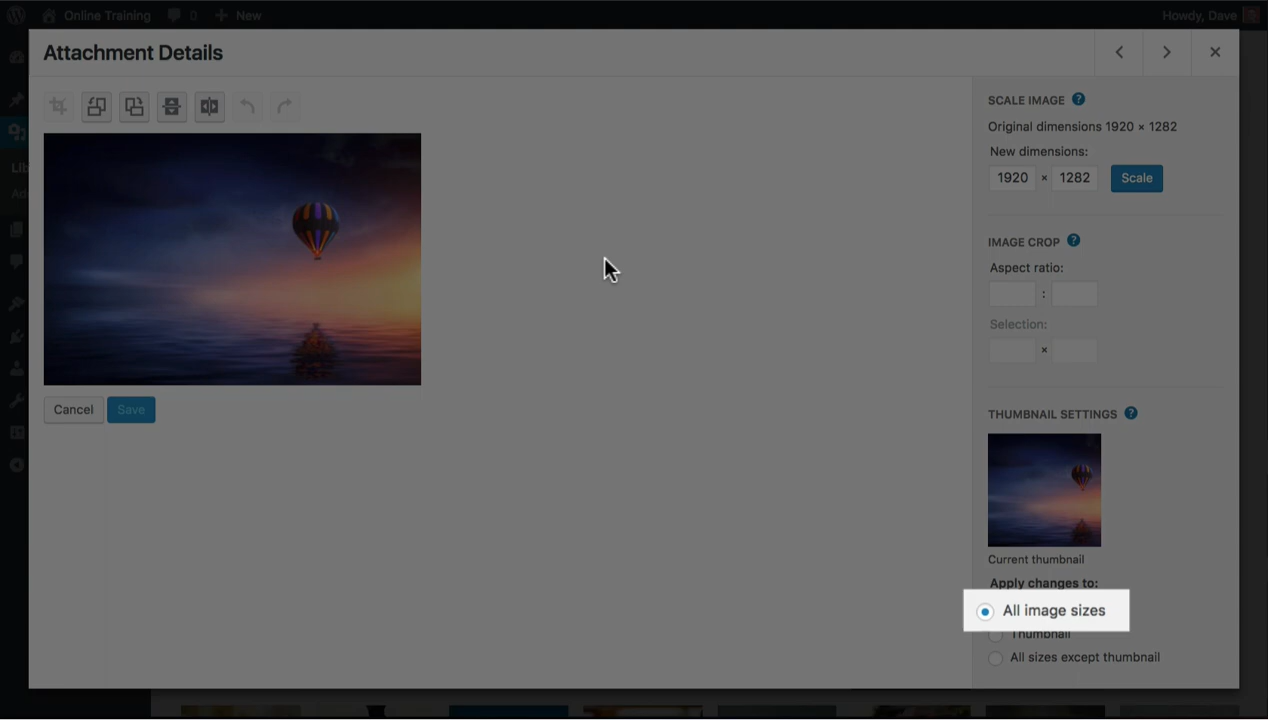 Online Training 0 New Howdy, Dave
Attachment Details
SCALE IMAGE ?
Original dimensions 1920 × 1282
New dimensions:
1920 × 1282 Scale
IMAGE CROP ?
Aspect ratio:
:
Selection:
×
Cancel Save
THUMBNAIL SETTINGS ?
Current thumbnail
Apply changes to:
All image sizes
Thumbnail
All sizes except thumbnail